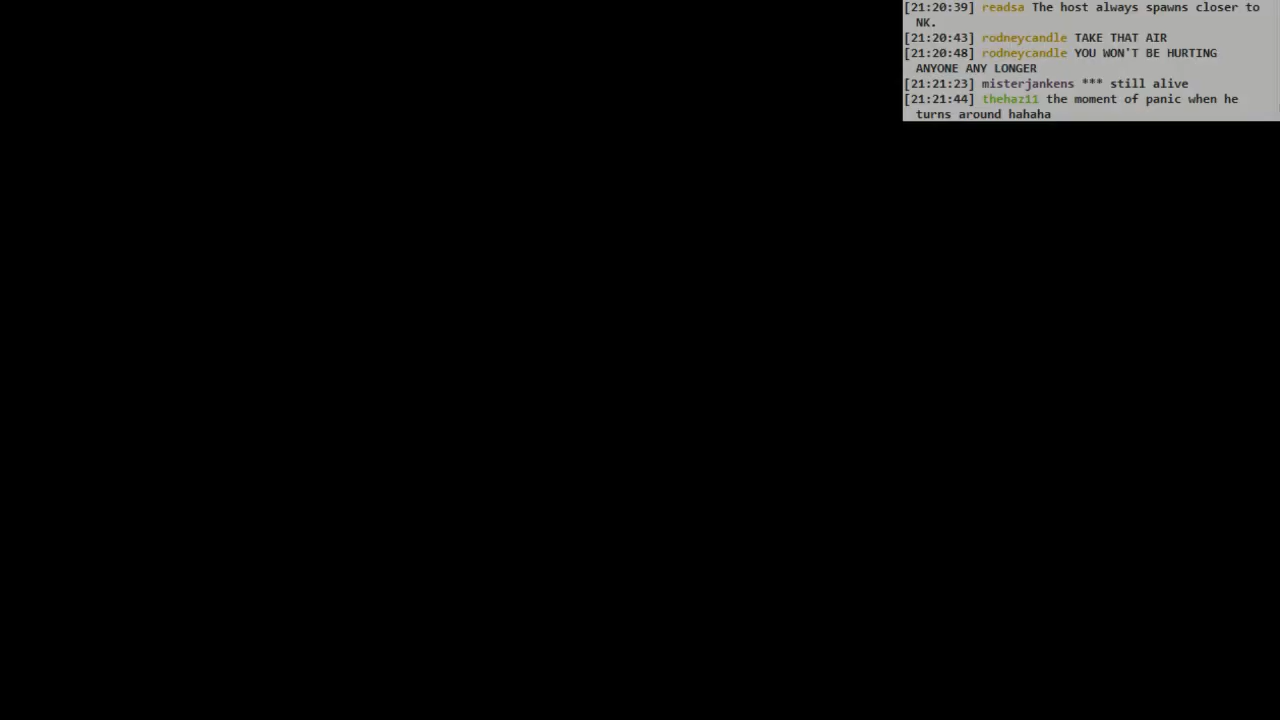 [21:20:39] readsa The host always spawns closer to
NK.
[21:20:43] rodneycandle TAKE THAT AIR
[21:20:48] rodneycandle YOU WON'T BE HURTING
ANYONE ANY LONGER
[21:21:23] misterjankens *** still alive
[21:21:44] thehaz11 the moment of panic when he
turns around hahaha